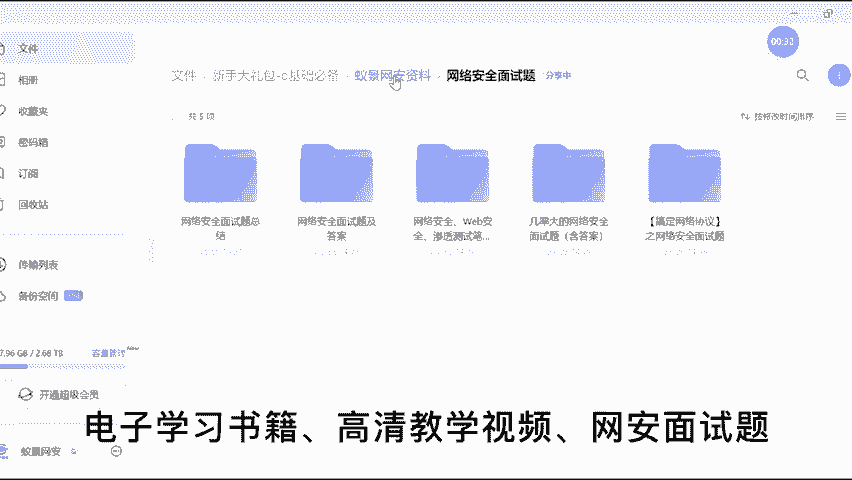 文件
相册
收藏夹
密码箱
订阅
回收站
传输列表
备份空间
7.96 GB / 2.68 TB
容量统计
New
开通超级会员
蚁景网安
00:30
文件
新手大礼包-0基础必备
蚁景网安资料
网络安全面试题
分享中
共 5 项
按修改时间排序
网络安全面试题总
结
网络安全面试题及
答案
网络安全、Web安
全、渗透测试笔...
几率大的网络安全
面试题（含答案）
【搞定网络协议】
之网络安全面试题
电子学习书籍、高清教学视频、网安面试题